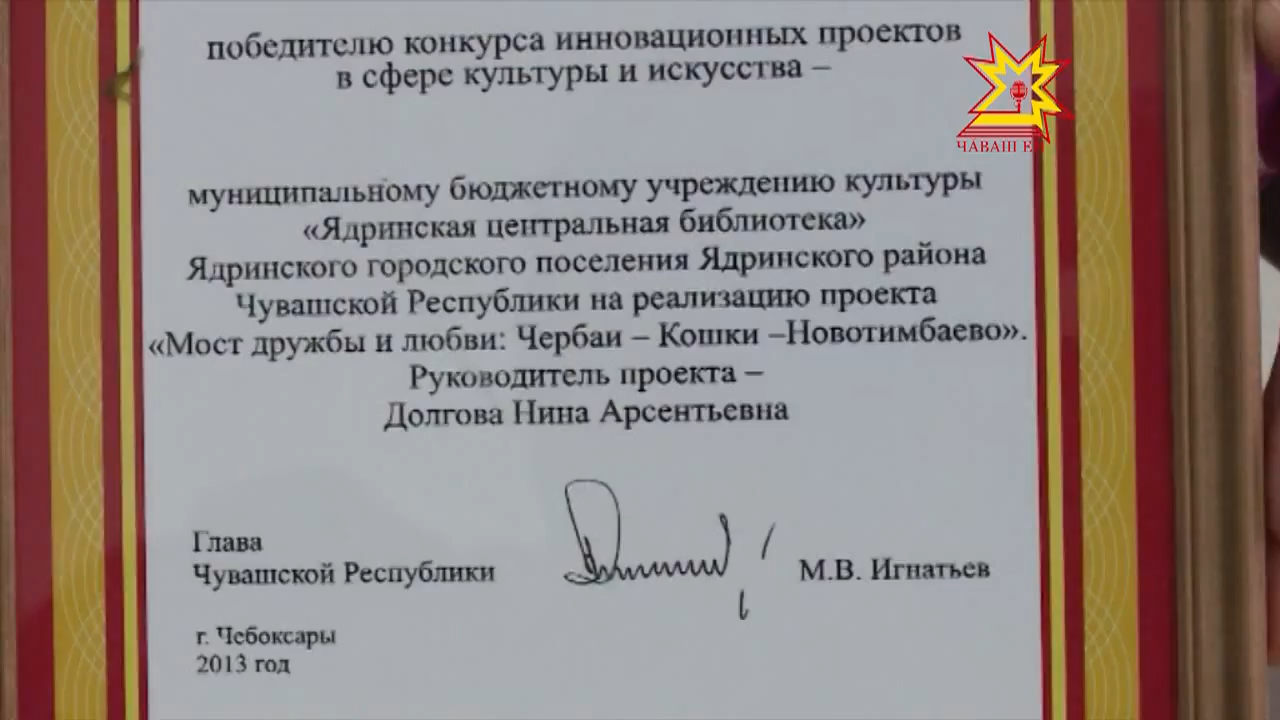 победителю конкурса инновационных проектов
в сфере культуры и искусства –
ЧӐВАШ ЕН
муниципальному бюджетному учреждению культуры
«Ядринская центральная библиотека»
Ядринского городского поселения Ядринского района
Чувашской Республики на реализацию проекта
«Мост дружбы и любви: Чербаи – Кошки –Новотимбаево».
Руководитель проекта –
Долгова Нина Арсентьевна
Глава
Чувашской Республики
М.В. Игнатьев
г. Чебоксары
2013 год